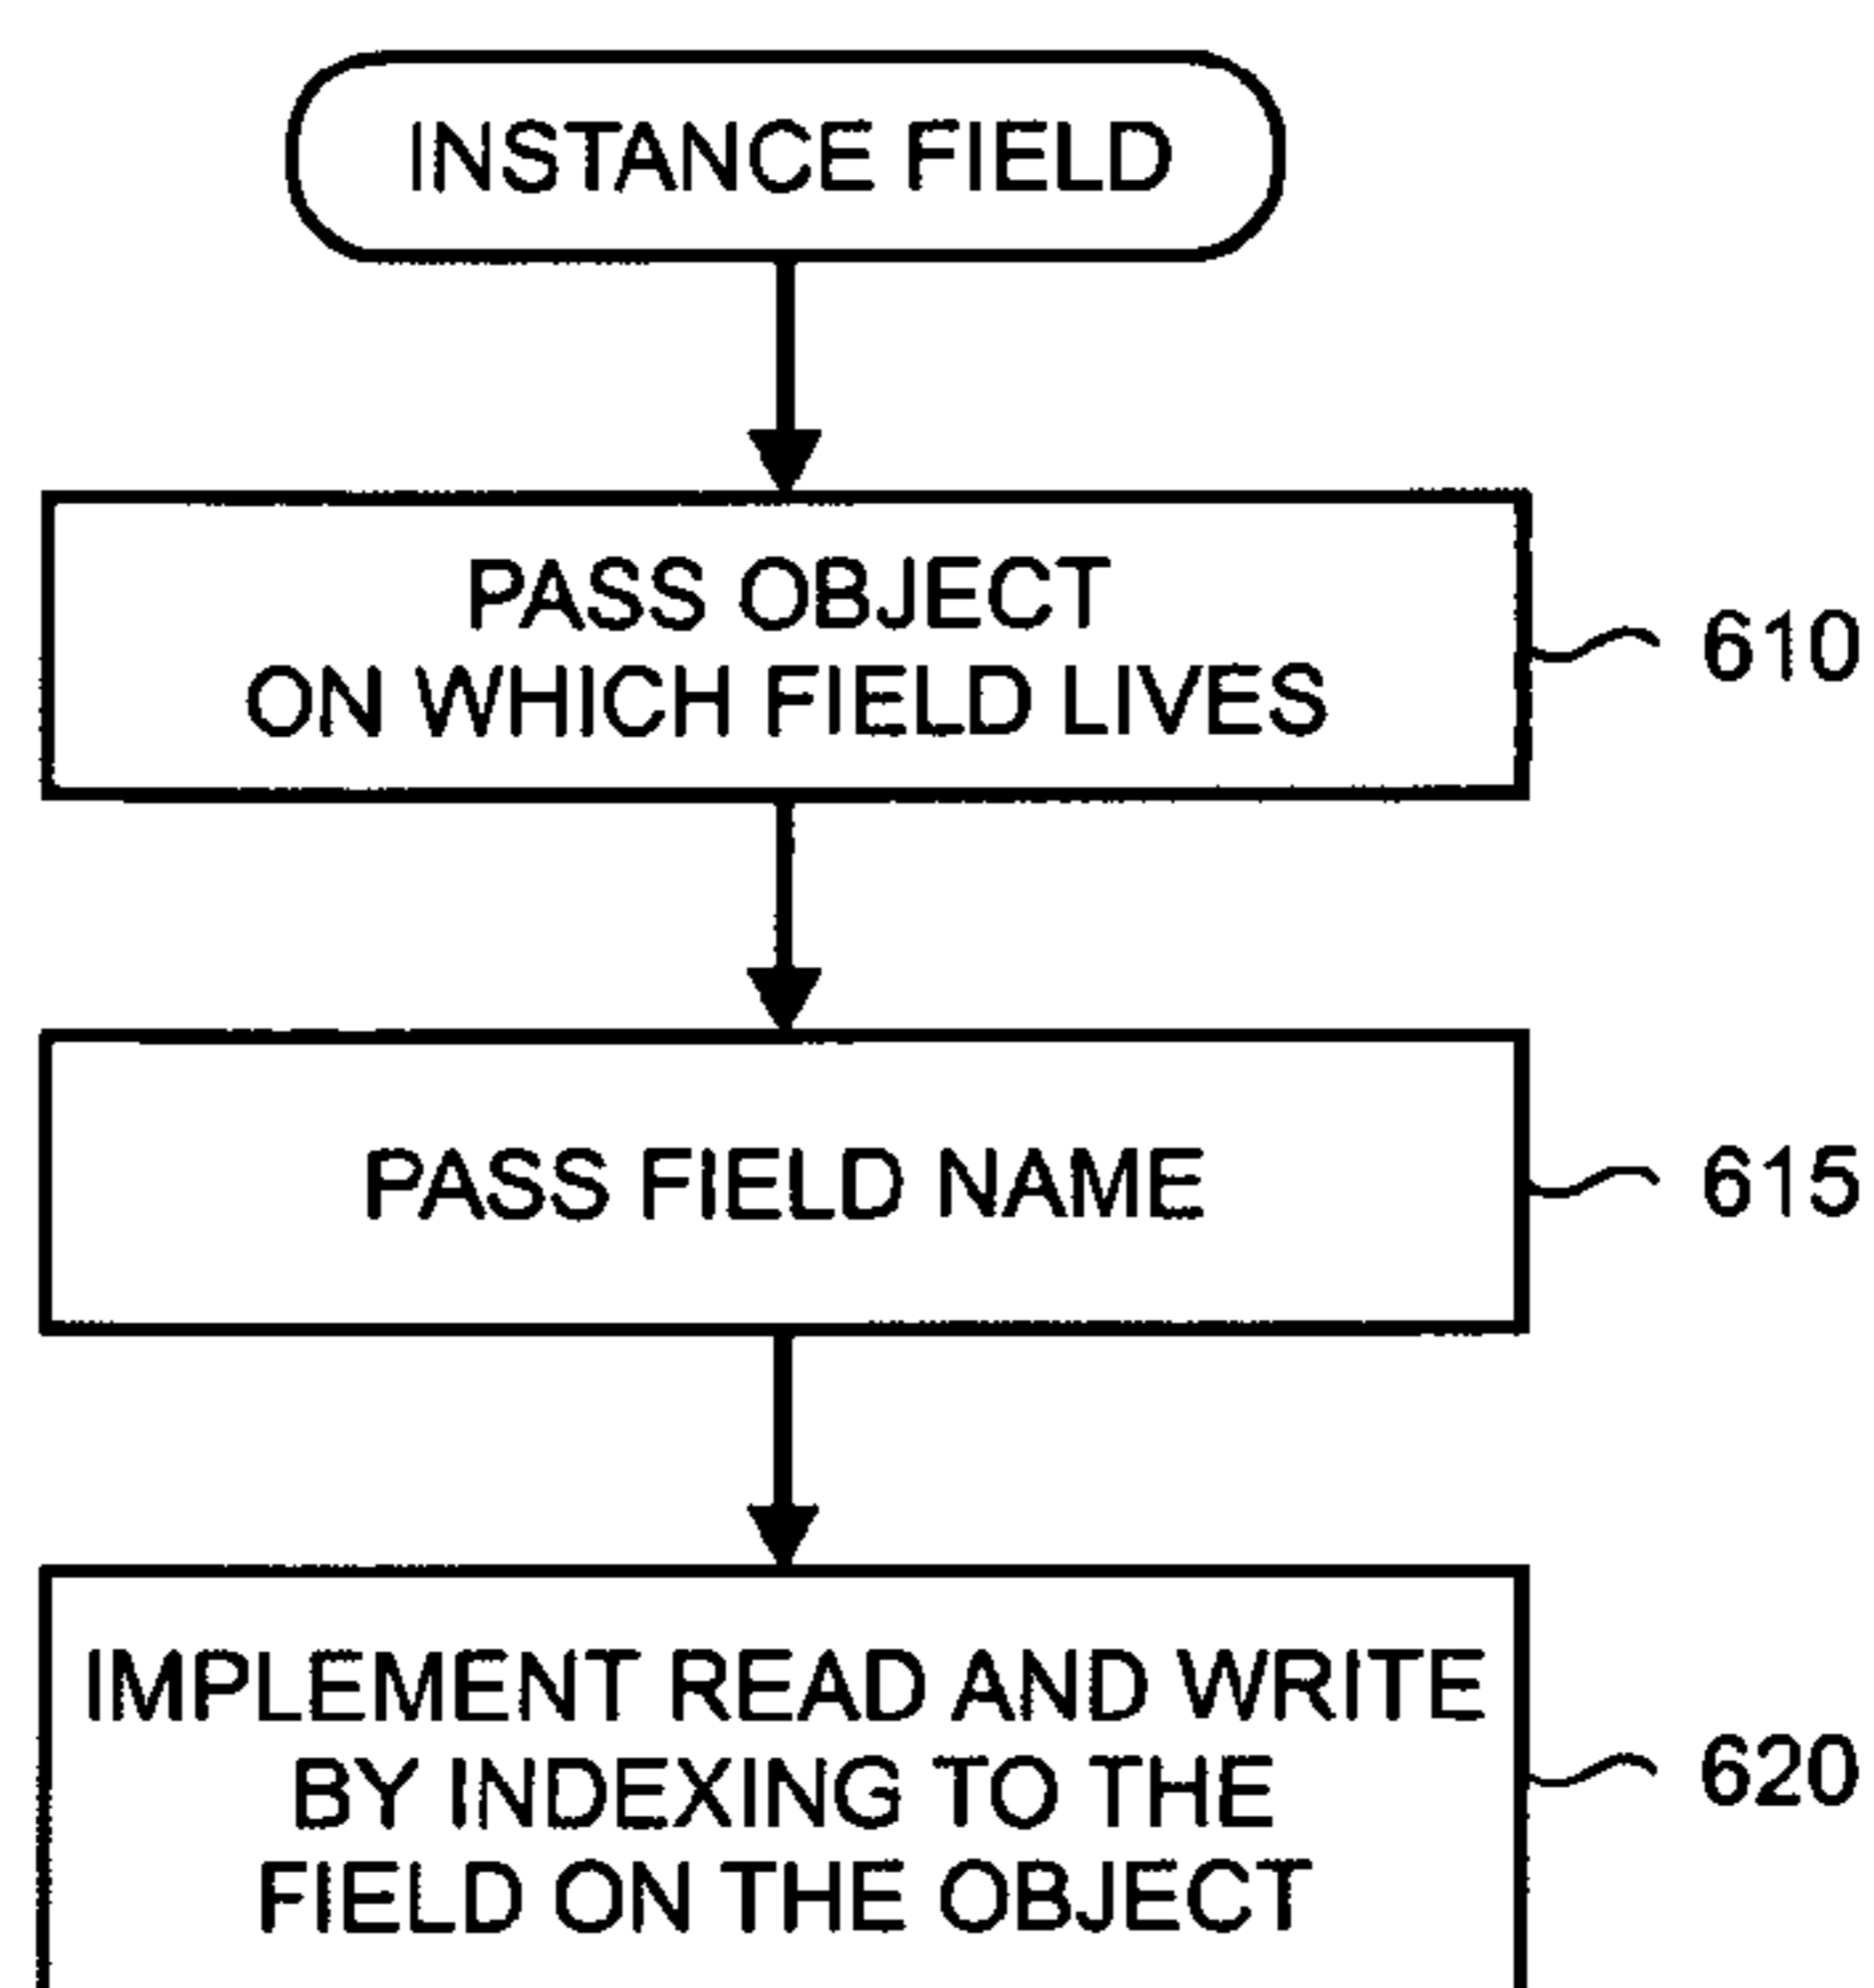 INSTANCE FIELD
PASS OBJECT
ON WHICH FIELD LIVES
610
PASS FIELD NAME
615
IMPLEMENT READ AND WRITE
BY INDEXING TO THE
FIELD ON THE OBJECT
620